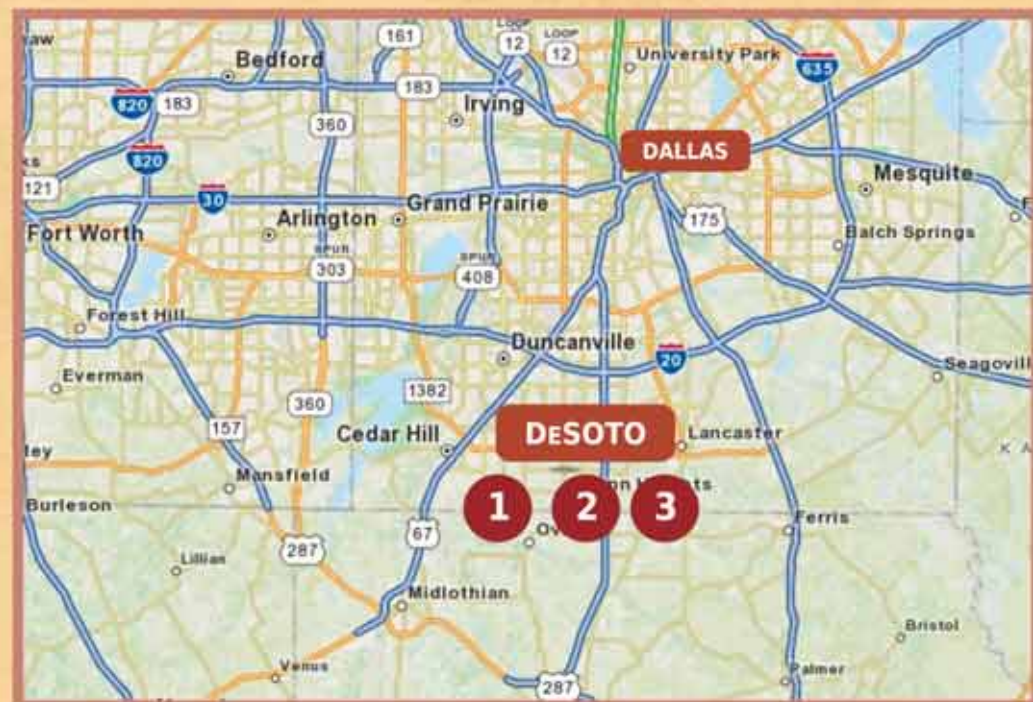 161
LOOP
12
LOOP
12
University Park
635
Bedford
820
183
183
Irving
360
DALLAS
820
121
30
Mesquite
Grand Prairie
Arlington
175
Fort Worth
Balch Springs
SPUR
303
SPUR
408
Forest Hill
Duncanville
20
Everman
1382
360
157
Cedar Hill
DESOTO
Lancaster
Mansfield
Burleson
1
2
3
67
Ferris
287
Lillian
Midlothian
Bristol
Venus
Palmer
287